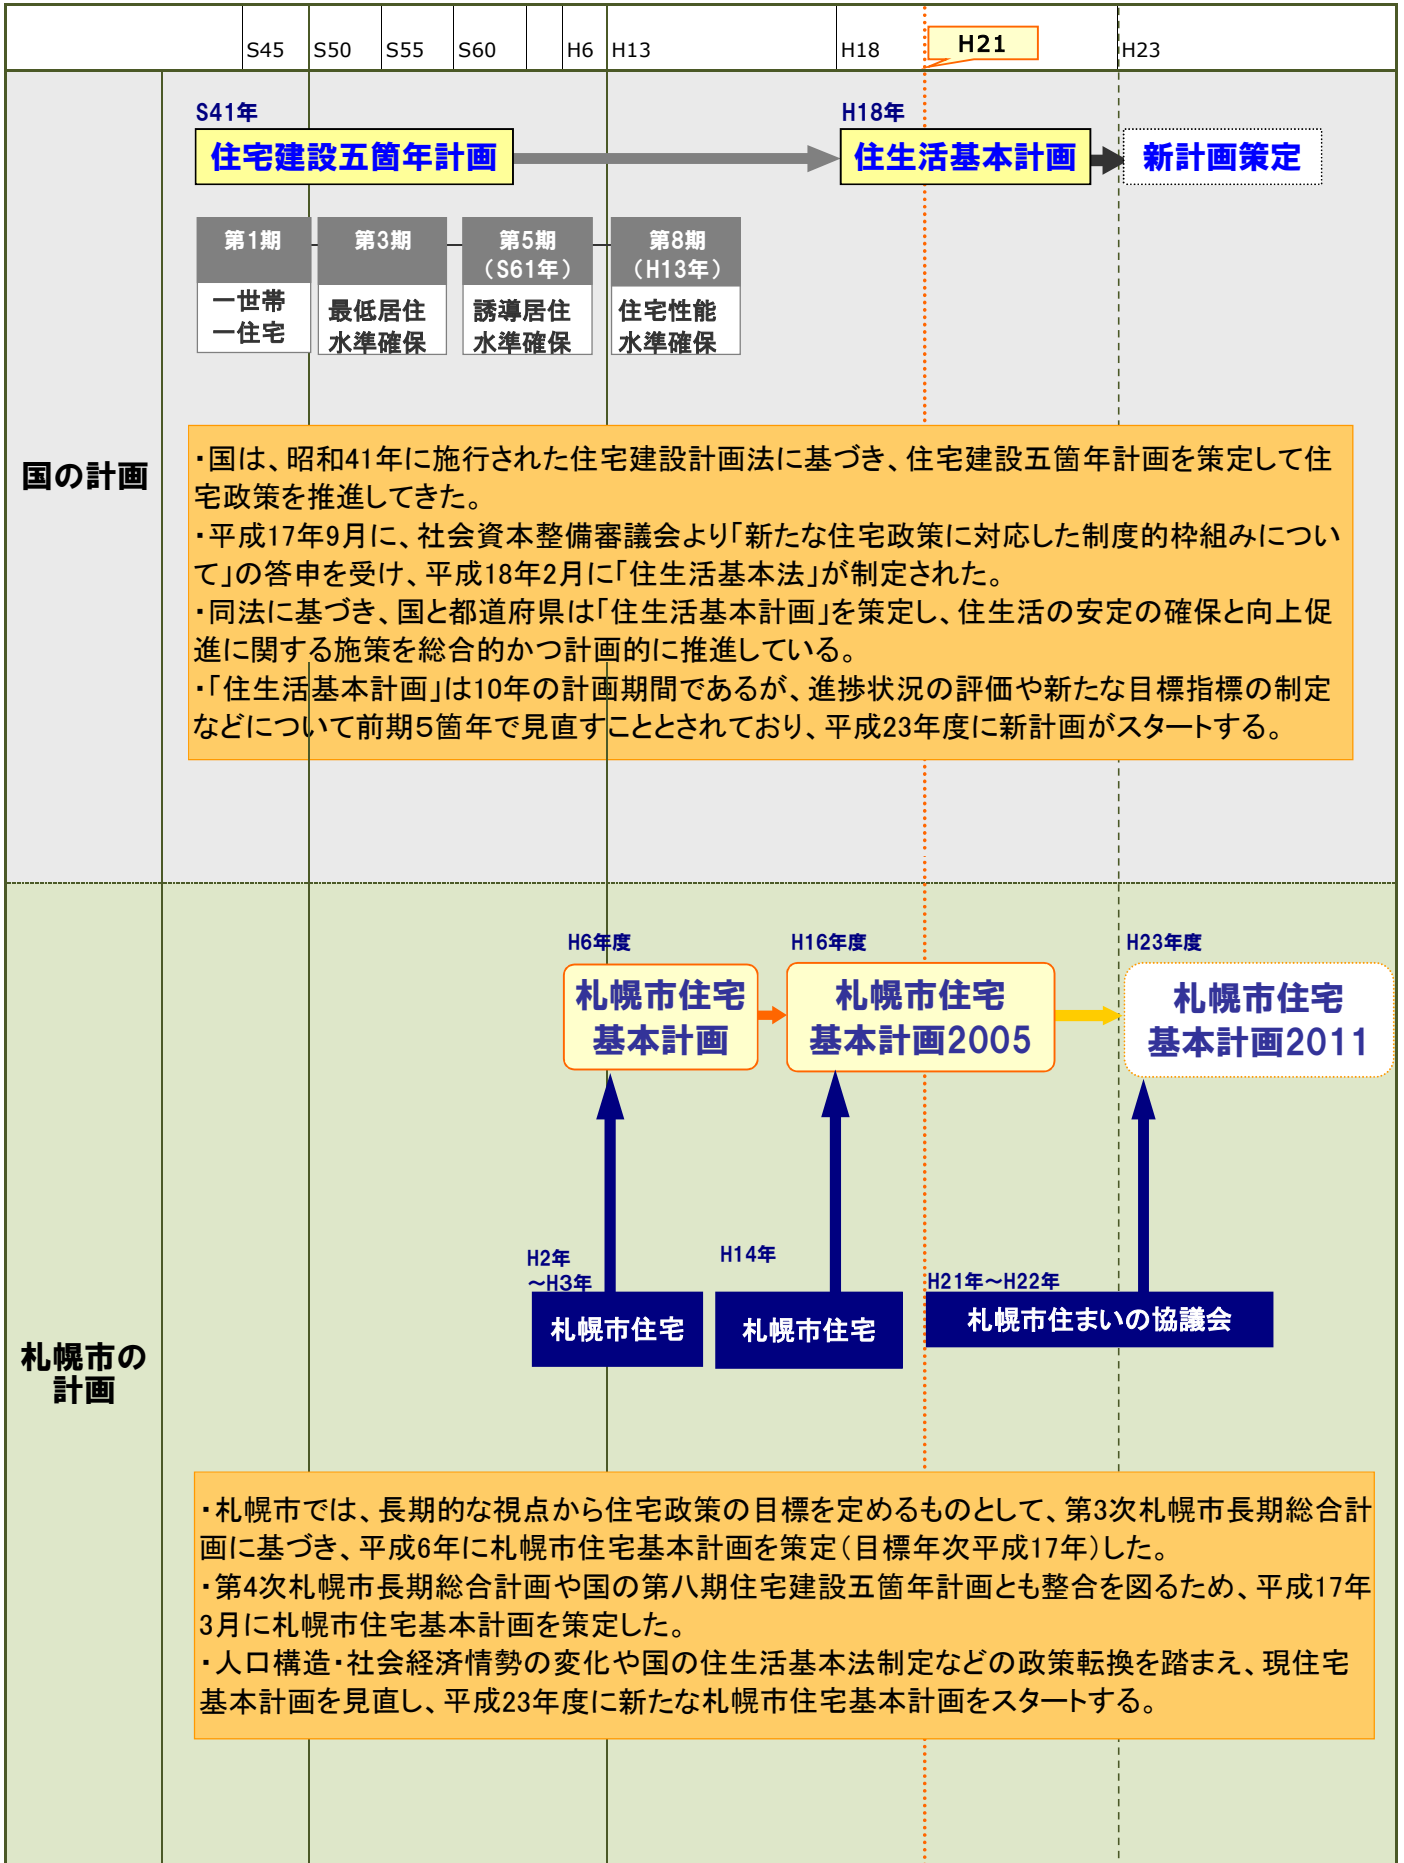 S45 S50 S55 S60 H6 H13 H18 H21 H23
国の計画
S41年
住宅建設五箇年計画
H18年
住生活基本計画
新計画策定
第1期
一世帯
一住宅
第3期
最低居住
水準確保
第5期
（S61年）
誘導居住
水準確保
第8期
（H13年）
住宅性能
水準確保
・国は、昭和41年に施行された住宅建設計画法に基づき、住宅建設五箇年計画を策定して住
宅政策を推進してきた。
・平成17年9月に、社会資本整備審議会より「新たな住宅政策に対応した制度的枠組みについ
て」の答申を受け、平成18年2月に「住生活基本法」が制定された。
・同法に基づき、国と都道府県は「住生活基本計画」を策定し、住生活の安定の確保と向上促
進に関する施策を総合的かつ計画的に推進している。
・「住生活基本計画」は10年の計画期間であるが、進捗状況の評価や新たな目標指標の制定
などについて前期５箇年で見直すこととされており、平成23年度に新計画がスタートする。
札幌市の
計画
H6年度
札幌市住宅
基本計画
H16年度
札幌市住宅
基本計画2005
H23年度
札幌市住宅
基本計画2011
H2年
～H3年
札幌市住宅
H14年
札幌市住宅
H21年～H22年
札幌市住まいの協議会
・札幌市では、長期的な視点から住宅政策の目標を定めるものとして、第3次札幌市長期総合計
画に基づき、平成6年に札幌市住宅基本計画を策定（目標年次平成17年）した。
・第4次札幌市長期総合計画や国の第八期住宅建設五箇年計画とも整合を図るため、平成17年
3月に札幌市住宅基本計画を策定した。
・人口構造・社会経済情勢の変化や国の住生活基本法制定などの政策転換を踏まえ、現住宅
基本計画を見直し、平成23年度に新たな札幌市住宅基本計画をスタートする。